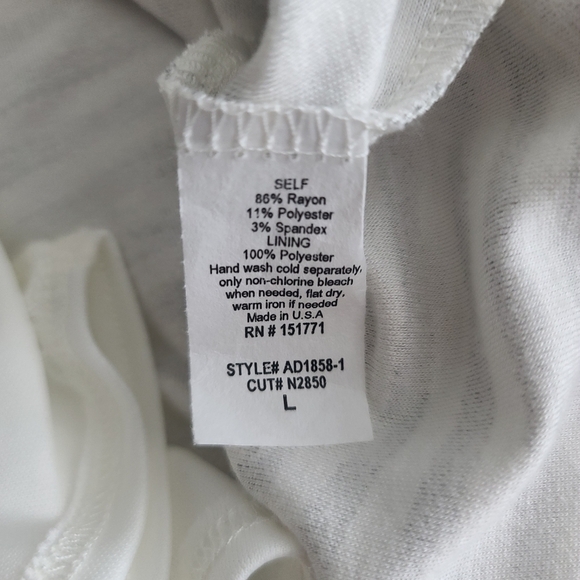 SELF
86% Rayon
11% Polyester
3% Spandex
LINING
100% Polyester
Hand wash cold separately,
only non-chlorine bleach
when needed, flat dry,
warm iron if needed
Made in U.S.A
RN # 151771
STYLE# AD1858-1
CUT# N2850
L